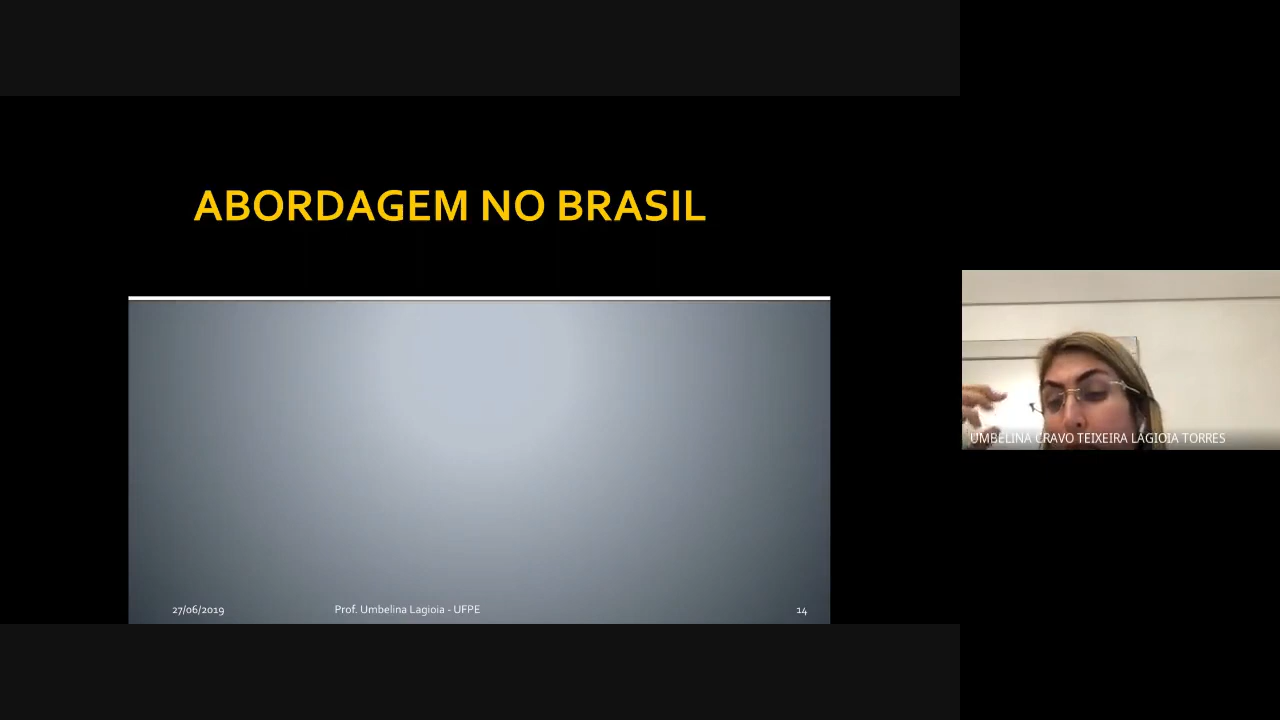 ABORDAGEM NO BRASIL
UMBELINA CRAVO TEIXEIRA LAGIOIA TORRES
27/06/2019
Prof. Umbelina Lagioia - UFPE
14